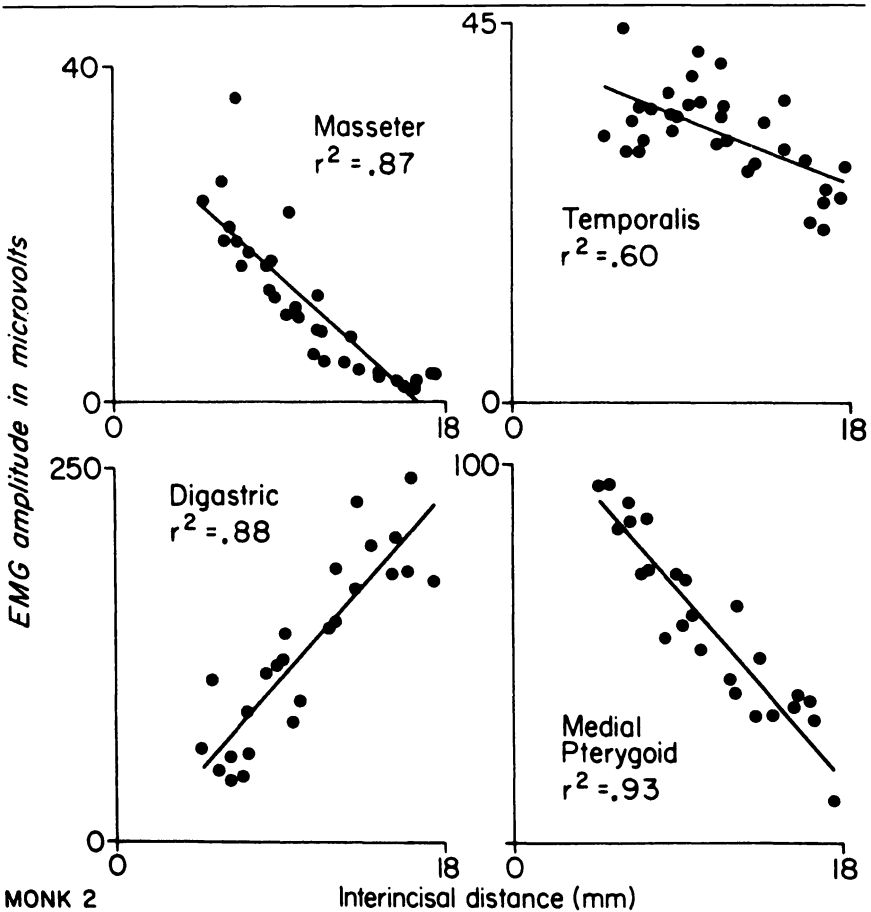 EMG amplitude in microvolts
40
Masseter
r² = .87
0
0
18
45
Temporalis
r² = .60
0
0
18
250
Digastric
r² = .88
0
0
18
100
Medial
Pterygoid
r² = .93
0
18
MONK 2
Interincisal distance (mm)